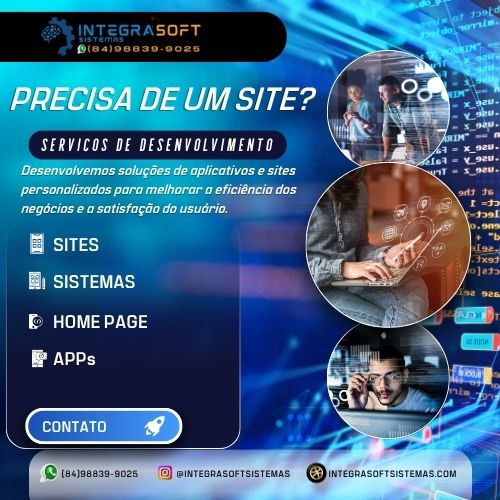 INTEGRASOFT
SISTEMAS
(84)98839-9025
PRECISA DE UM SITE?
SERVICOS DE DESENVOLVIMENTO
Desenvolvemos soluções de aplicativos e sites
personalizados para melhorar a eficiência dos
negócios e a satisfação do usuário.
SITES
SISTEMAS
HOME PAGE
APPs
CONTATO
(84)98839-9025
@INTEGRASOFTSISTEMAS
INTEGRASOFTSISTEMAS.COM